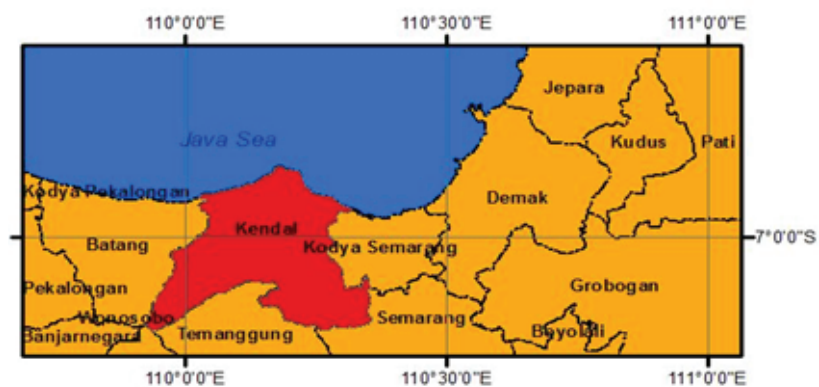 110°0'0"E 110°30'0"E 111°0'0"E
Jepara
Java Sea
Kudus
Pati
Kodya Pekalongan
Demak
Kendal
Batang
Kodya Semarang
7°0'0"S
Pekalongan
Grobogan
Wonosobo
Semarang
Banjarnegara
Temanggung
Boyolali
110°0'0"E 110°30'0"E 111°0'0"E